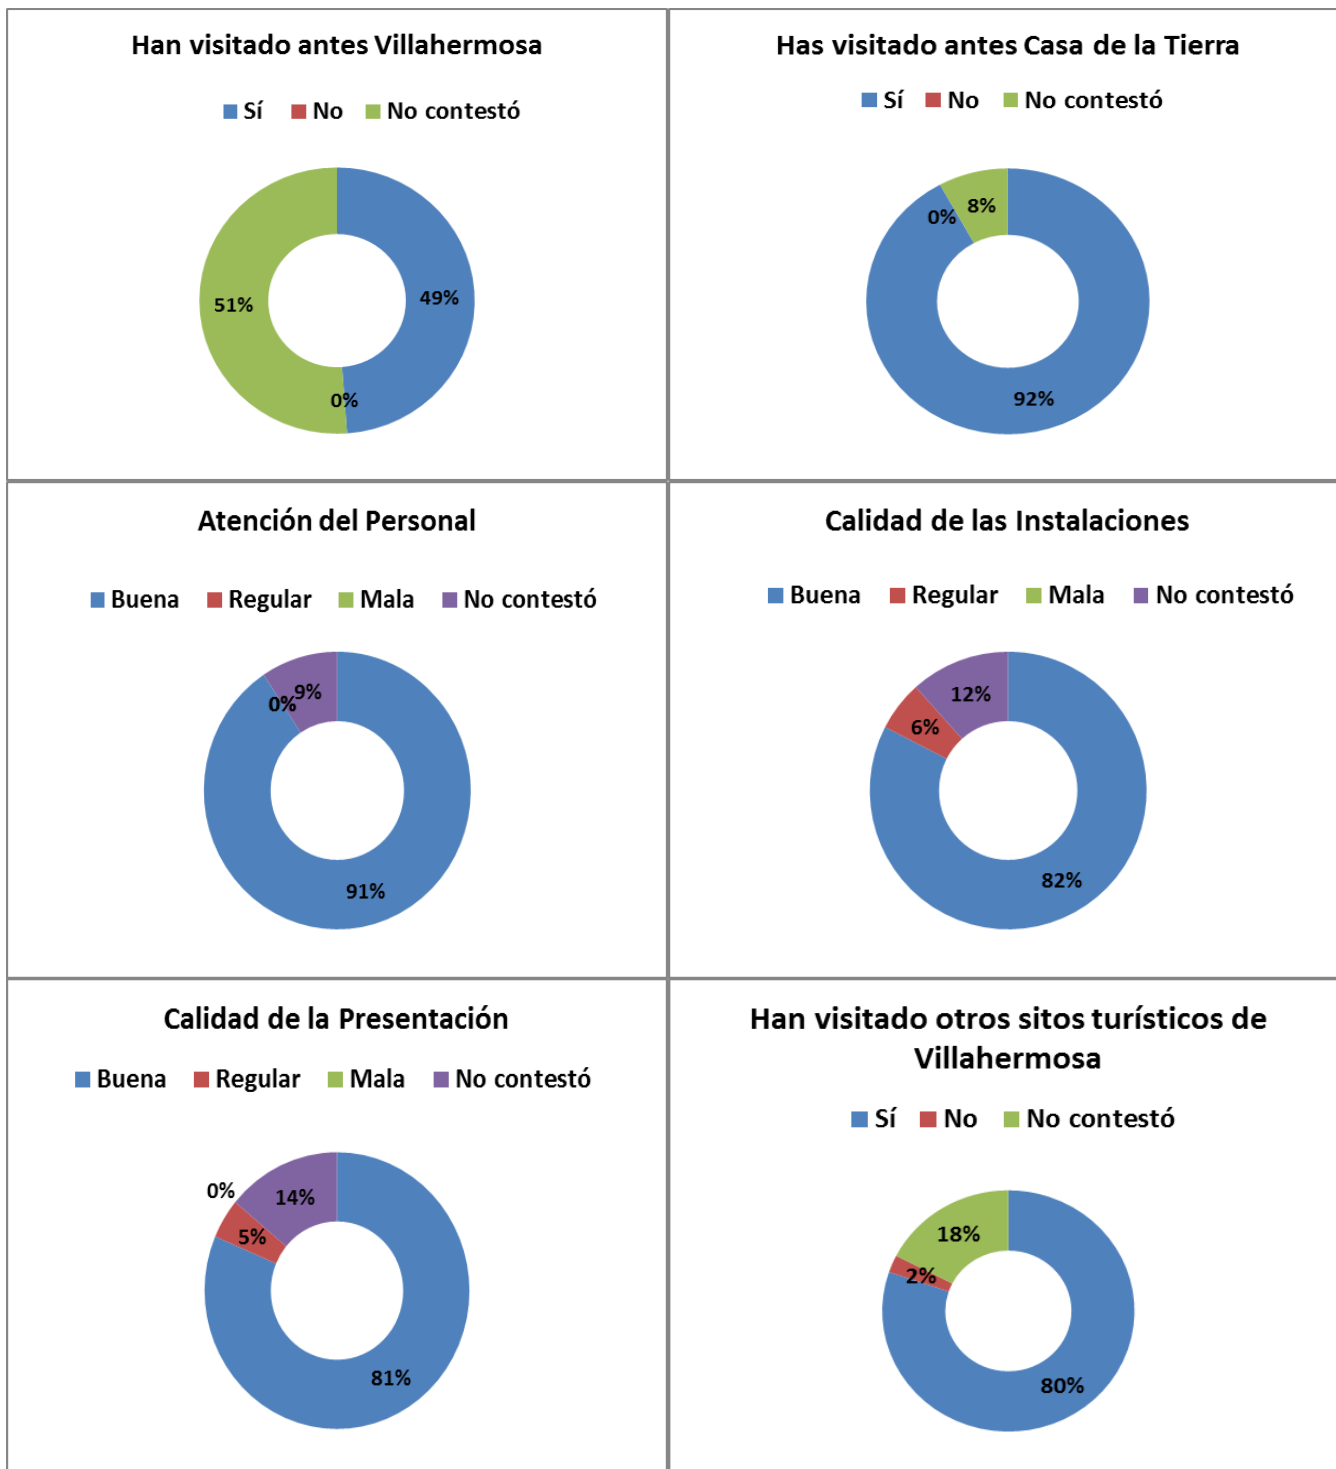 Han visitado antes Villahermosa
Sí No No contestó
51%
49%
0%
Has visitado antes Casa de la Tierra
Sí No No contestó
0%
8%
92%
Atención del Personal
Buena Regular Mala No contestó
0%
9%
91%
Calidad de las Instalaciones
Buena Regular Mala No contestó
12%
6%
82%
Calidad de la Presentación
Buena Regular Mala No contestó
0%
14%
5%
81%
Han visitado otros sitos turísticos de
Villahermosa
Sí No No contestó
18%
2%
80%